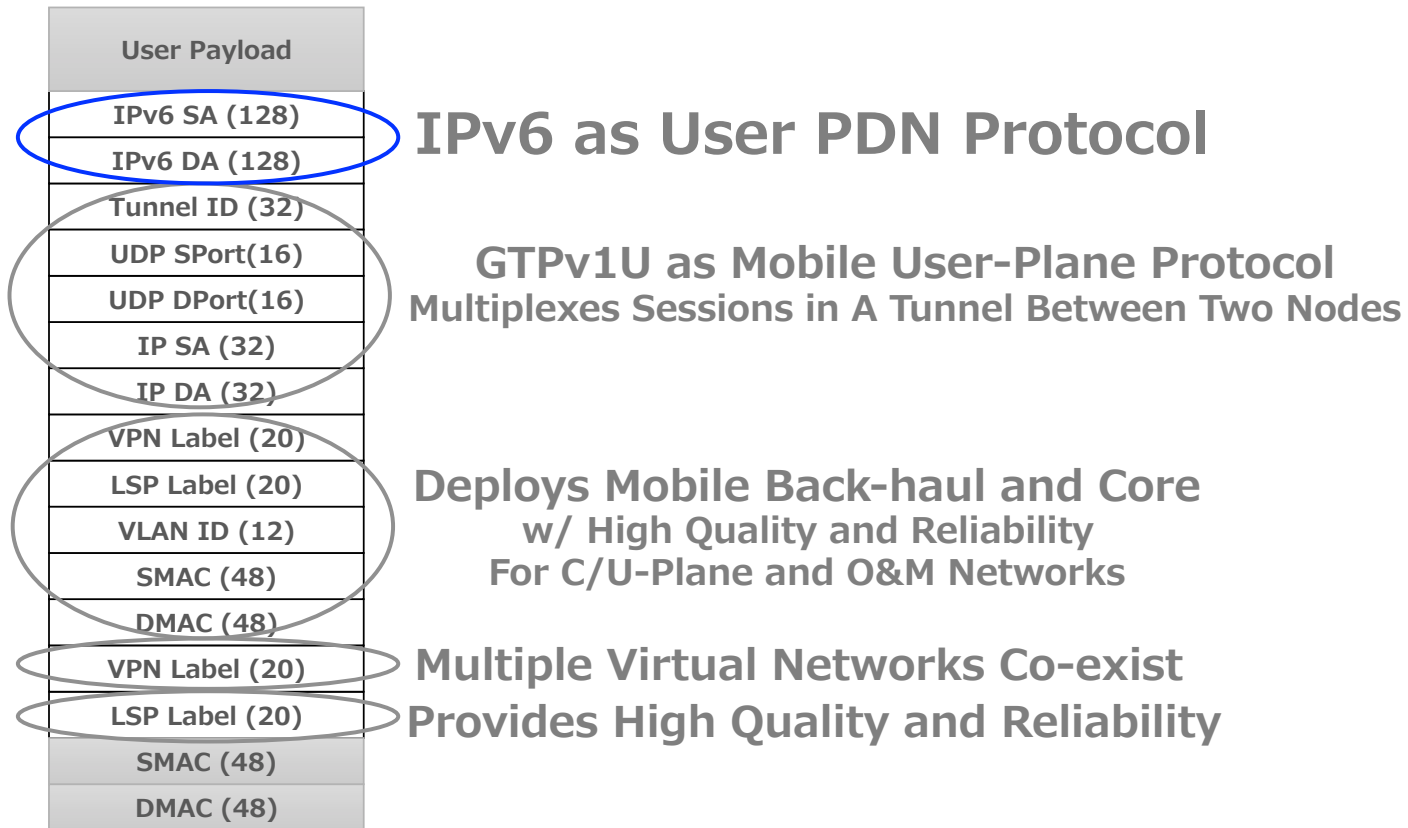 User Payload
IPv6 SA (128)
IPv6 DA (128)
IPv6 as User PDN Protocol
Tunnel ID (32)
UDP SPort(16)
UDP DPort(16)
IP SA (32)
IP DA (32)
GTPv1U as Mobile User-Plane Protocol
Multiplexes Sessions in A Tunnel Between Two Nodes
VPN Label (20)
LSP Label (20)
VLAN ID (12)
SMAC (48)
DMAC (48)
Deploys Mobile Back-haul and Core
w/ High Quality and Reliability
For C/U-Plane and O&M Networks
VPN Label (20)
Multiple Virtual Networks Co-exist
LSP Label (20)
Provides High Quality and Reliability
SMAC (48)
DMAC (48)